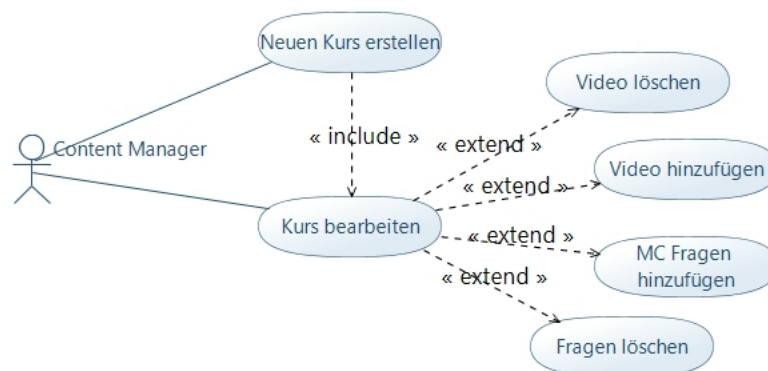 Neuen Kurs erstellen
Video löschen
« include »
« extend »
Content Manager
Video hinzufügen
« extend »
Kurs bearbeiten
« extend »
MC Fragen
hinzufügen
« extend »
Fragen löschen